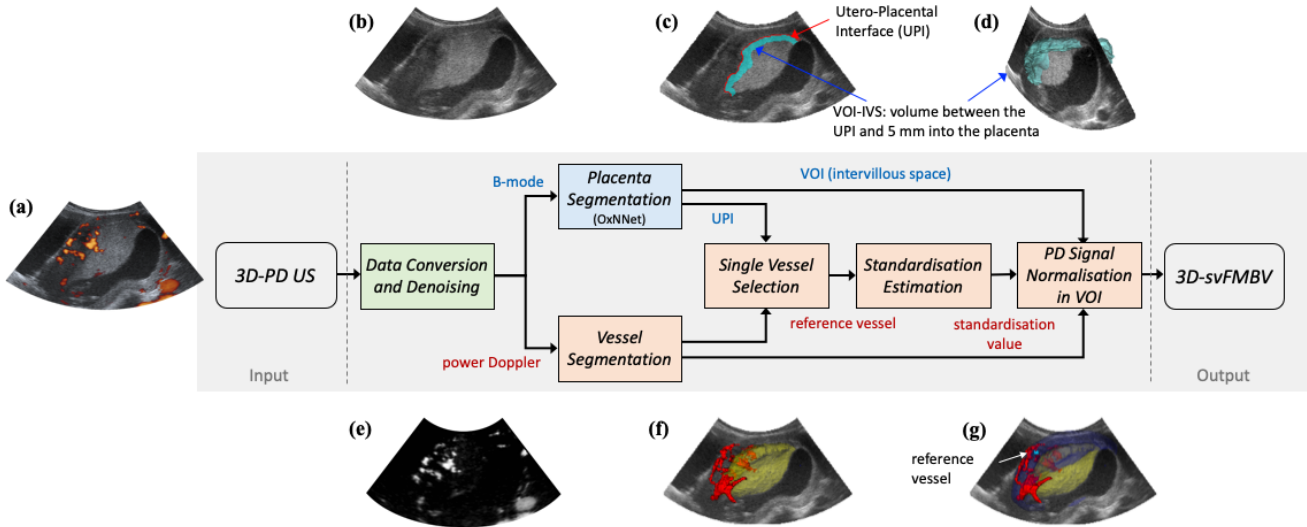 (b)
(c)
Utero-Placental
Interface (UPI)
(d)
VOI-IVS: volume between the
UPI and 5 mm into the placenta
(a)
B-mode
Placenta
Segmentation
(OxNNet)
VOI (intervillous space)
UPI
3D-PD US
Data Conversion
and Denoising
Single Vessel
Selection
Standardisation
Estimation
PD Signal
Normalisation
in VOI
3D-svFMBV
reference vessel
standardisation
value
power Doppler
Vessel
Segmentation
Input
Output
(e)
(f)
(g)
reference
vessel